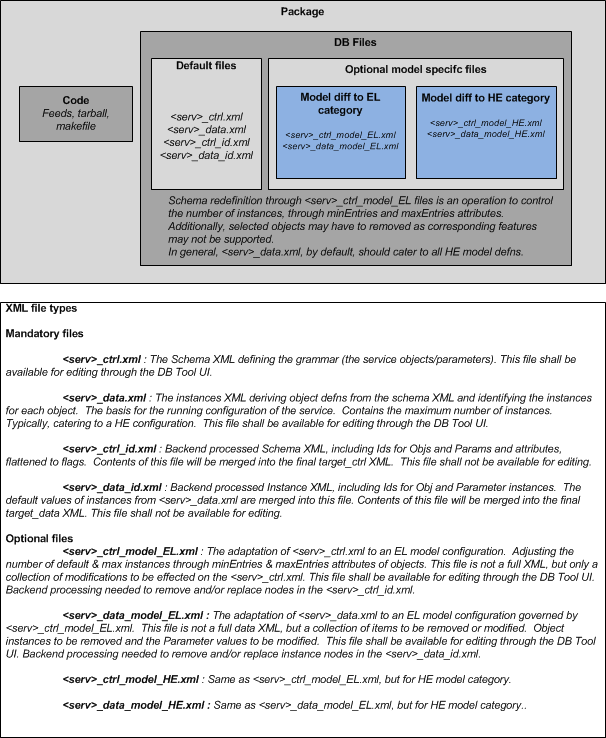 Package
DB Files
Default files
Optional model specifc files
Code
Feeds, tarball,
makefile
<serv>_ctrl.xml
<serv>_data.xml
<serv>_ctrl_id.xml
<serv>_data_id.xml
Model diff to EL
category
<serv>_ctrl_model_EL.xml
<serv>_data_model_EL.xml
Model diff to HE category
<serv>_ctrl_model_HE.xml
<serv>_data_model_HE.xml
Schema redefinition through <serv>_ctrl_model_EL files is an operation to control
the number of instances, through minEntries and maxEntries attributes.
Additionally, selected objects may have to removed as corresponding features
may not be supported.
In general, <serv>_data.xml, by default, should cater to all HE model defns.
XML file types
Mandatory files
<serv>_ctrl.xml : The Schema XML defining the grammar (the service objects/parameters). This file shall be
available for editing through the DB Tool UI.
<serv>_data.xml : The instances XML deriving object defns from the schema XML and identifying the instances
for each object.  The basis for the running configuration of the service.  Contains the maximum number of instances.
Typically, catering to a HE configuration.  This file shall be available for editing through the DB Tool UI.
<serv>_ctrl_id.xml : Backend processed Schema XML, including Ids for Objs and Params and attributes,
flattened to flags.  Contents of this file will be merged into the final target_ctrl XML.  This file shall not be available for editing.
<serv>_data_id.xml : Backend processed Instance XML, including Ids for Obj and Parameter instances.  The
default values of instances from <serv>_data.xml are merged into this file. Contents of this file will be merged into the final
target_data XML. This file shall not be available for editing.
Optional files
<serv>_ctrl_model_EL.xml : The adaptation of <serv>_ctrl.xml to an EL model configuration.  Adjusting the
number of default & max instances through minEntries & maxEntries attributes of objects. This file is not a full XML, but only a
collection of modifications to be effected on the <serv>_ctrl.xml. This file shall be available for editing through the DB Tool UI.
Backend processing needed to remove and/or replace nodes in the <serv>_ctrl_id.xml.
<serv>_data_model_EL.xml : The adaptation of <serv>_data.xml to an EL model configuration governed by
<serv>_ctrl_model_EL.xml.  This file is not a full data XML, but a collection of items to be removed or modified.  Object
instances to be removed and the Parameter values to be modified.  This file shall be available for editing through the DB Tool
UI. Backend processing needed to remove and/or replace instance nodes in the <serv>_data_id.xml.
<serv>_ctrl_model_HE.xml : Same as <serv>_ctrl_model_EL.xml, but for HE model category.
<serv>_data_model_HE.xml : Same as <serv>_data_model_EL.xml, but for HE model category..